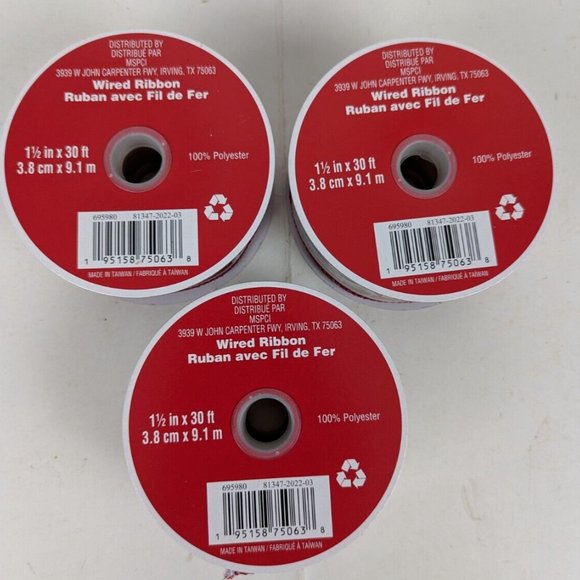 DISTRIBUTED BY
DISTRIBUÉ PAR
MSPCI
3939 W JOHN CARPENTER FWY, IRVING, TX 75063
Wired Ribbon
Ruban avec Fil de Fer
1½ in x 30 ft
3.8 cm x 9.1 m
100% Polyester
695980 81347-2022-03
1 95158 75063 8
MADE IN TAIWAN / FABRIQUÉ À TAÏWAN
DISTRIBUTED BY
DISTRIBUÉ PAR
MSPCI
3939 W JOHN CARPENTER FWY, IRVING, TX 75063
Wired Ribbon
Ruban avec Fil de Fer
1½ in x 30 ft
3.8 cm x 9.1 m
100% Polyester
695980 81347-2022-03
1 95158 75063 8
MADE IN TAIWAN / FABRIQUÉ À TAÏWAN
DISTRIBUTED BY
DISTRIBUÉ PAR
MSPCI
3939 W JOHN CARPENTER FWY, IRVING, TX 75063
Wired Ribbon
Ruban avec Fil de Fer
1½ in x 30 ft
3.8 cm x 9.1 m
100% Polyester
695980 81347-2022-03
1 95158 75063 8
MADE IN TAIWAN / FABRIQUÉ À TAÏWAN